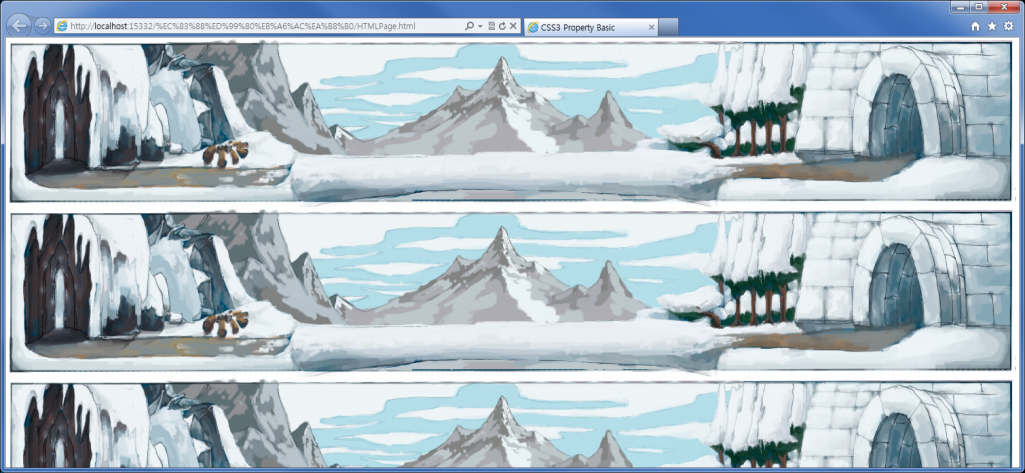 http://localhost:15332/%EC%83%88%ED%99%80%EB%A6%AC%EA%B8%B0/HTMLPage.html
CSS3 Property Basic